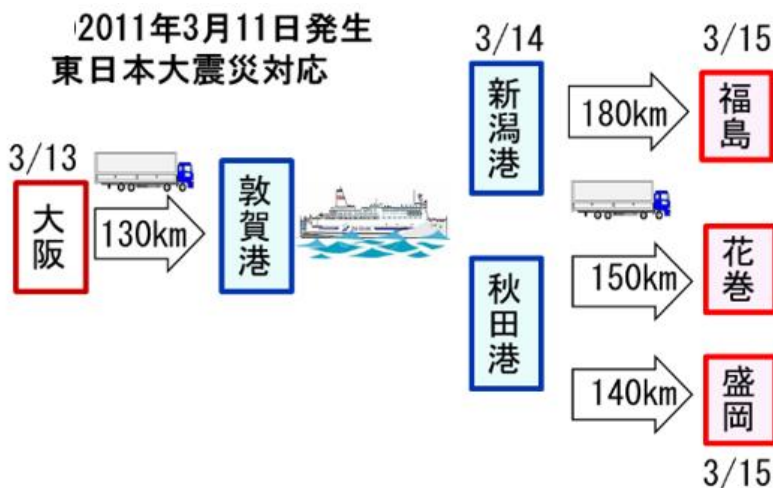 2011年3月11日発生
東日本大震災対応
3/13
大阪
130km
敦賀港
3/14
新潟港
180km
3/15
福島
秋田港
150km
花巻
140km
盛岡
3/15